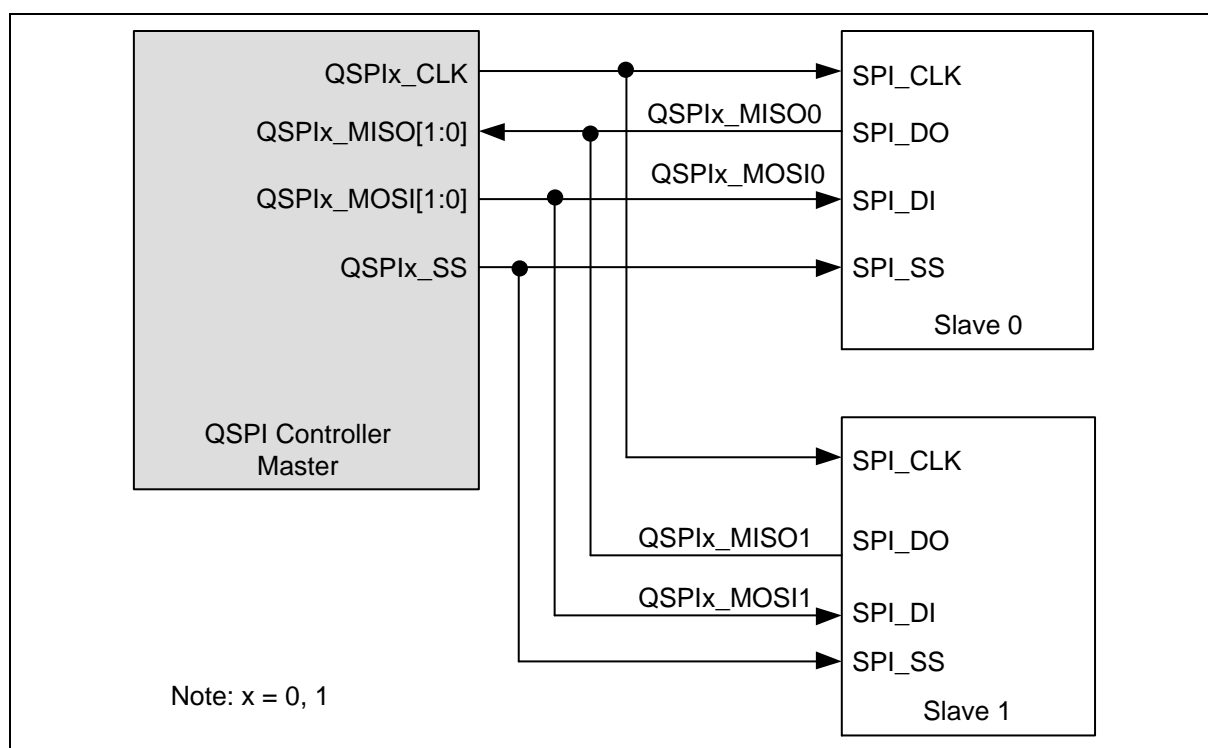 QSPIx_CLK
QSPIx_MISO[1:0]
QSPIx_MOSI[1:0]
QSPIx_SS
QSPI Controller
Master
QSPIx_MISO0
QSPIx_MOSI0
SPI_CLK
SPI_DO
SPI_DI
SPI_SS
Slave 0
QSPIx_MISO1
QSPIx_MOSI1
SPI_CLK
SPI_DO
SPI_DI
SPI_SS
Slave 1
Note: x = 0, 1